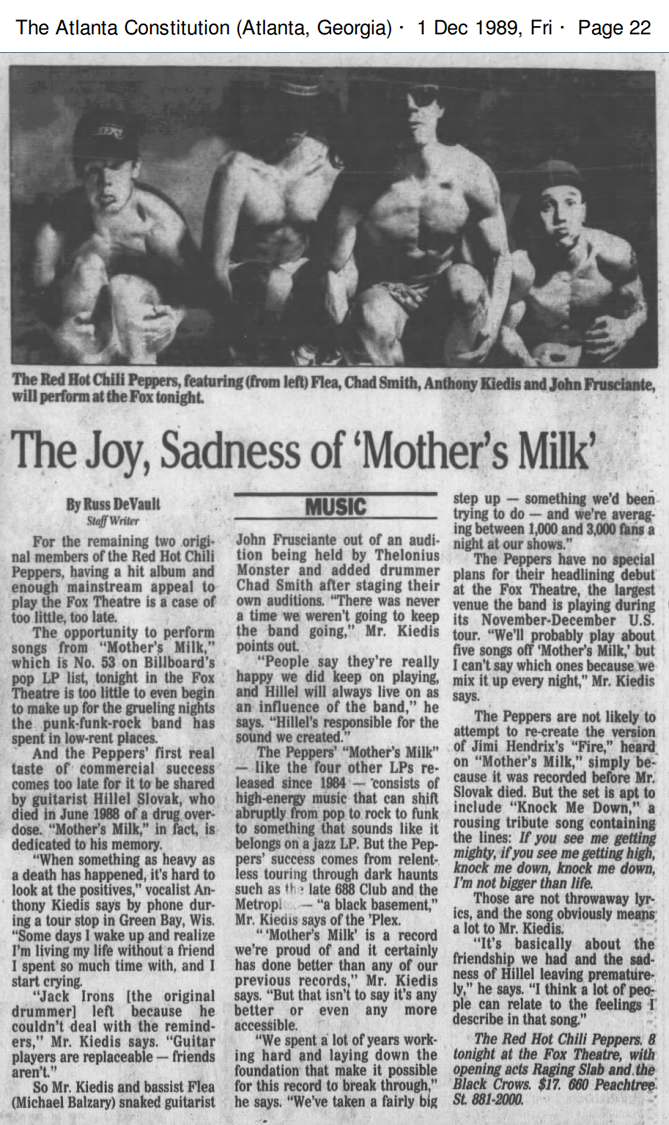 The Atlanta Constitution (Atlanta, Georgia) · 1 Dec 1989, Fri · Page 22
The Red Hot Chili Peppers, featuring (from left) Flea, Chad Smith, Anthony Kiedis and John Frusciante,
will perform at the Fox tonight.
The Joy, Sadness of ‘Mother’s Milk’
By Russ DeVault
Staff Writer
For the remaining two origi-
nal members of the Red Hot Chili
Peppers, having a hit album and
enough mainstream appeal to
play the Fox Theatre is a case of
too little, too late.
The opportunity to perform
songs from “Mother’s Milk,”
which is No. 53 on Billboard’s
pop LP list, tonight in the Fox
Theatre is too little to even begin
to make up for the grueling nights
the punk-funk-rock band has
spent in low-rent places.
And the Peppers’ first real
taste of commercial success
comes too late for it to be shared
by guitarist Hillel Slovak, who
died in June 1988 of a drug over-
dose. “Mother’s Milk,” in fact, is
dedicated to his memory.
“When something as heavy as
a death has happened, it’s hard to
look at the positives,” vocalist An-
thony Kiedis says by phone dur-
ing a tour stop in Green Bay, Wis.
“Some days I wake up and realize
I’m living my life without a friend
I spent so much time with, and I
start crying.
“Jack Irons [the original
drummer] left because he
couldn’t deal with the remind-
ers,” Mr. Kiedis says. “Guitar
players are replaceable — friends
aren’t.”
So Mr. Kiedis and bassist Flea
(Michael Balzary) snaked guitarist
MUSIC
John Frusciante out of an audi-
tion being held by Thelonius
Monster and added drummer
Chad Smith after staging their
own auditions. “There was never
a time we weren’t going to keep
the band going,” Mr. Kiedis
points out.
“People say they’re really
happy we did keep on playing,
and Hillel will always live on as
an influence of the band,” he
says. “Hillel’s responsible for the
sound we created.”
The Peppers’ “Mother’s Milk”
— like the four other LPs re-
leased since 1984 — consists of
high-energy music that can shift
abruptly from pop to rock to funk
to something that sounds like it
belongs on a jazz LP. But the Pep-
pers’ success comes from relent-
less touring through dark haunts
such as the late 688 Club and the
Metropl — “a black basement,”
Mr. Kiedis says of the ’Plex.
“ ‘Mother’s Milk’ is a record
we’re proud of and it certainly
has done better than any of our
previous records,” Mr. Kiedis
says. “But that isn’t to say it’s any
better or even any more
accessible.
“We spent a lot of years work-
ing hard and laying down the
foundation that make it possible
for this record to break through,”
he says. “We’ve taken a fairly big
step up — something we’d been
trying to do — and we’re averag-
ing between 1,000 and 3,000 fans a
night at our shows.”
The Peppers have no special
plans for their headlining debut
at the Fox Theatre, the largest
venue the band is playing during
its November-December U.S.
tour. “We’ll probably play about
five songs off ‘Mother’s Milk,’ but
I can’t say which ones because we
mix it up every night,” Mr. Kiedis
says.
The Peppers are not likely to
attempt to re-create the version
of Jimi Hendrix’s “Fire,” heard
on “Mother’s Milk,” simply be-
cause it was recorded before Mr.
Slovak died. But the set is apt to
include “Knock Me Down,” a
rousing tribute song containing
the lines: If you see me getting
mighty, if you see me getting high,
knock me down, knock me down,
I’m not bigger than life.
Those are not throwaway lyr-
ics, and the song obviously means
a lot to Mr. Kiedis.
“It’s basically about the
friendship we had and the sad-
ness of Hillel leaving premature-
ly,” he says. “I think a lot of peo-
ple can relate to the feelings I
describe in that song.”
The Red Hot Chili Peppers. 8
tonight at the Fox Theatre, with
opening acts Raging Slab and the
Black Crows. $17. 660 Peachtree
St. 881-2000.